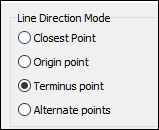 Line Direction Mode
Closest Point
Origin point
Terminus point
Alternate points